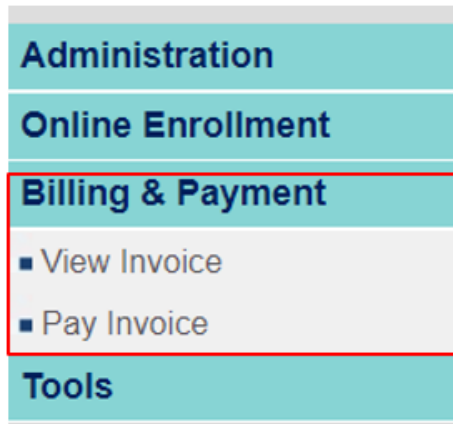 Administration
Online Enrollment
Billing & Payment
View Invoice
Pay Invoice
Tools